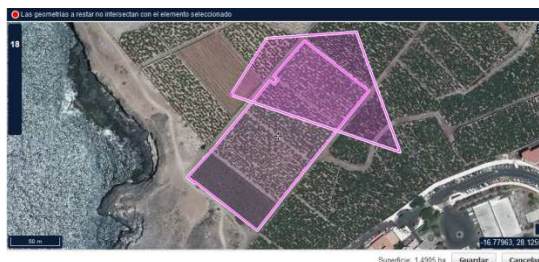 Las geometrías a restar no intersectan con el elemento seleccionado
18
50 m
-16.77963, 28.125
Superficie: 1.4905 ha Guardar Cancelar